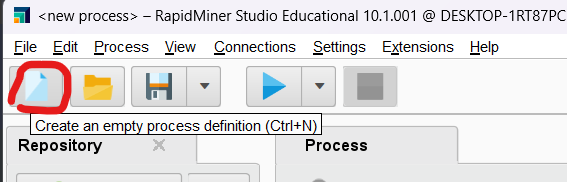 <new process> – RapidMiner Studio Educational 10.1.001 @ DESKTOP-1RT87PC
File Edit Process View Connections Settings Extensions Help
Create an empty process definition (Ctrl+N)
Repository Process